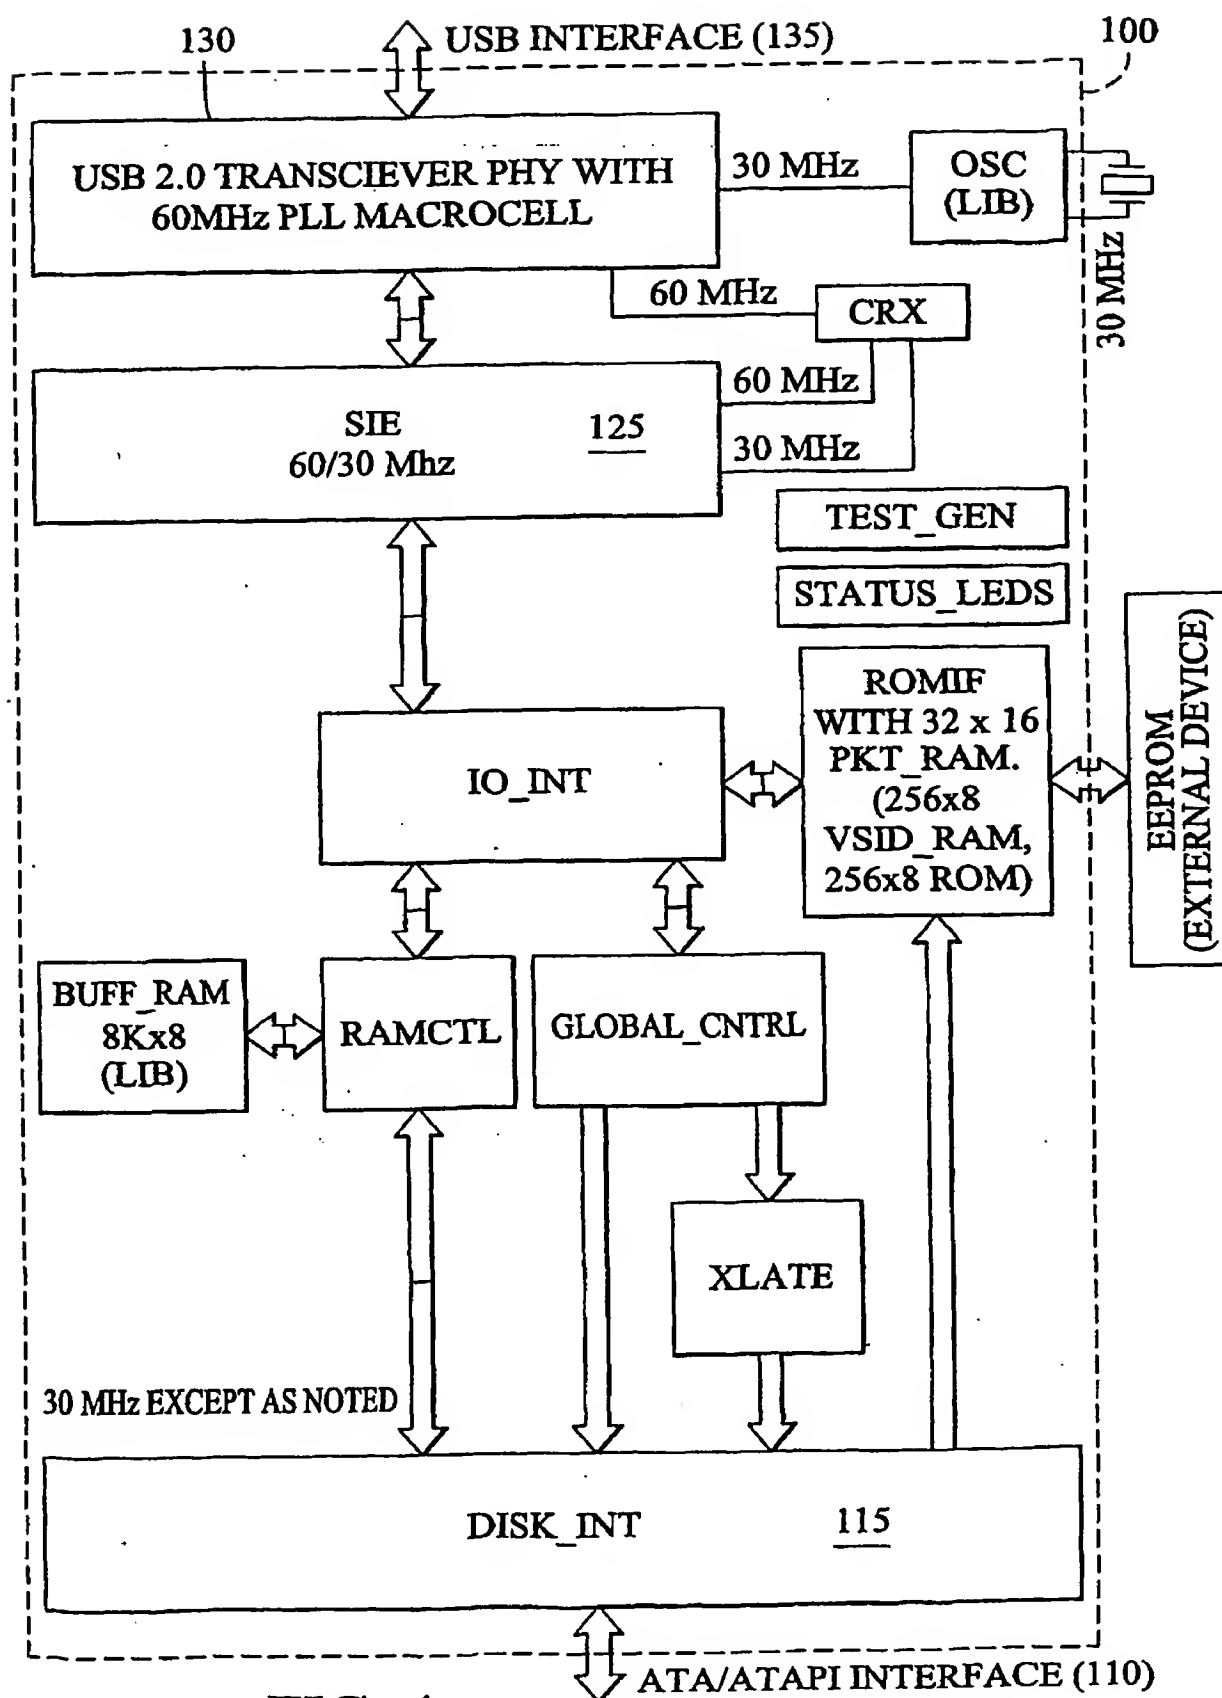 130
USB INTERFACE (135)
100
USB 2.0 TRANSCIEVER PHY WITH
60MHz PLL MACROCELL
30 MHz
OSC
(LIB)
30 MHz
60 MHz
CRX
SIE
60/30 Mhz
125
60 MHz
30 MHz
TEST_GEN
STATUS_LEDS
IO_INT
ROMIF
WITH 32 x 16
PKT_RAM.
(256x8
VSID_RAM,
256x8 ROM)
EEPROM
(EXTERNAL DEVICE)
BUFF_RAM
8Kx8
(LIB)
RAMCTL
GLOBAL_CNTRL
XLATE
30 MHz EXCEPT AS NOTED
DISK_INT
115
ATA/ATAPI INTERFACE (110)